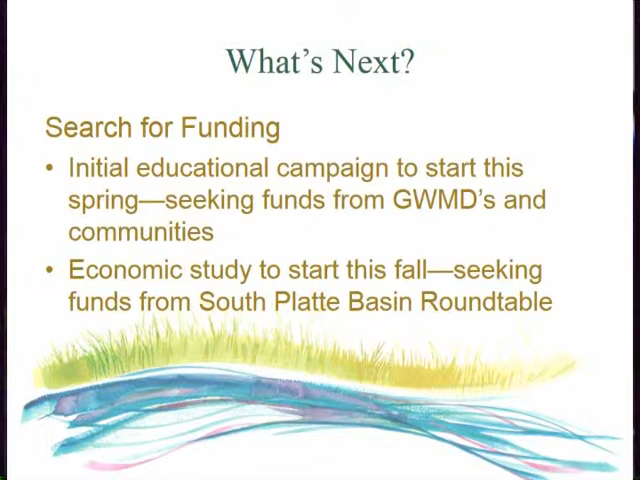 What's Next?
Search for Funding
• Initial educational campaign to start this
spring—seeking funds from GWMD's and
communities
• Economic study to start this fall—seeking
funds from South Platte Basin Roundtable